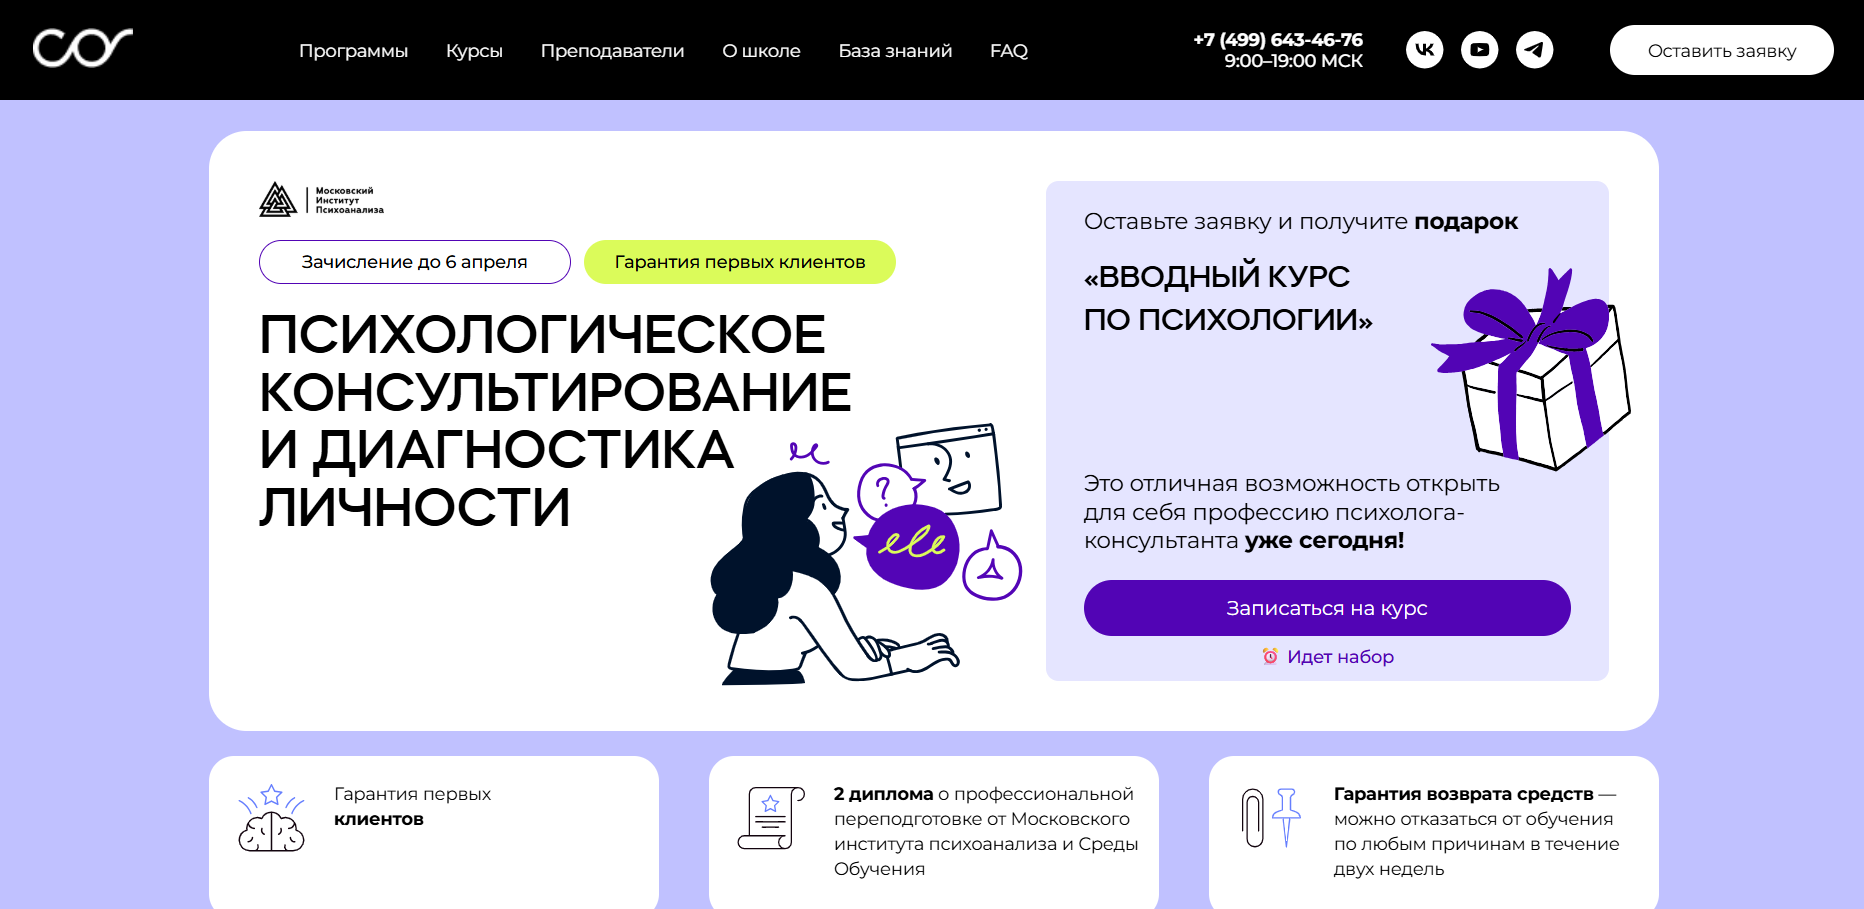 Программы
Курсы
Преподаватели
О школе
База знаний
FAQ
+7 (499) 643-46-76
9:00–19:00 МСК
Оставить заявку
Московский
Институт
Психоанализа
Зачисление до 6 апреля
Гарантия первых клиентов
ПСИХОЛОГИЧЕСКОЕ
КОНСУЛЬТИРОВАНИЕ
И ДИАГНОСТИКА
ЛИЧНОСТИ
?
Оставьте заявку и получите подарок
«ВВОДНЫЙ КУРС
ПО ПСИХОЛОГИИ»
Это отличная возможность открыть
для себя профессию психолога-
консультанта уже сегодня!
Записаться на курс
⏰ Идет набор
Гарантия первых
клиентов
2 диплома о профессиональной
переподготовке от Московского
института психоанализа и Среды
Обучения
Гарантия возврата средств —
можно отказаться от обучения
по любым причинам в течение
двух недель